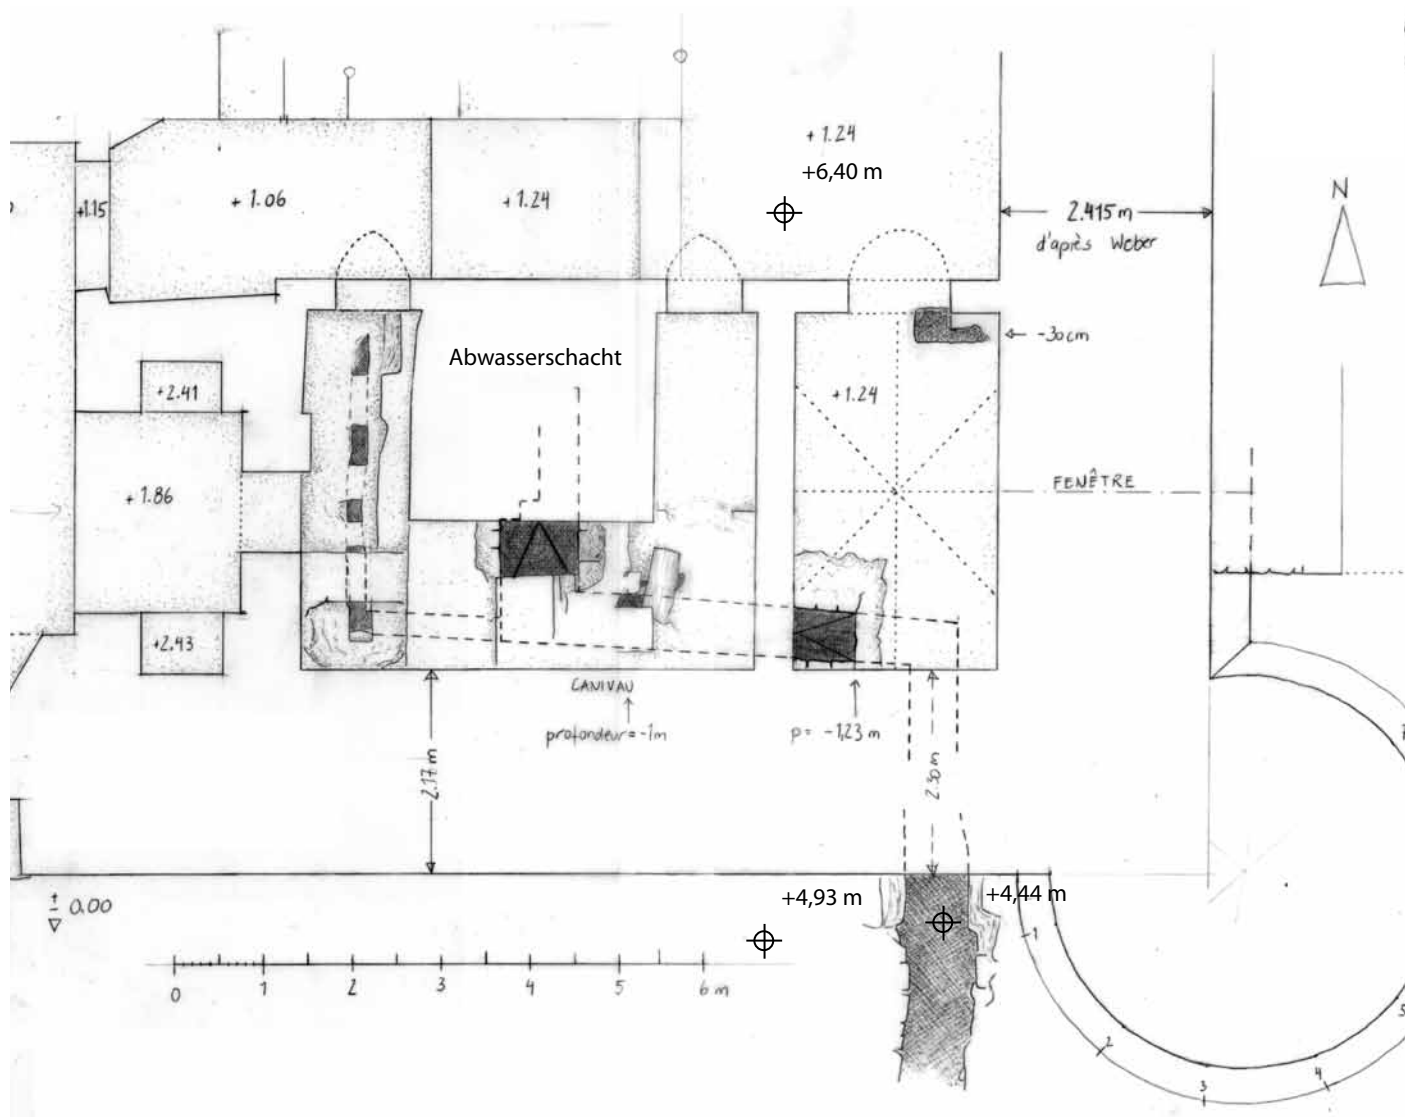 + 1.24
+6,40 m
N
+1.15
+ 1.06
+ 1.24
2.415 m
d'après Weber
-30cm
Abwasserschacht
+2.41
+1.24
+ 1.86
FENÊTRE
+2.43
CANIVAU
profondeur = -1m
p = -1,23 m
2.17 m
2.30 m
+4,93 m
+4,44 m
± 0.00
0 1 2 3 4 5 6 m
1
2
3
4
5
7